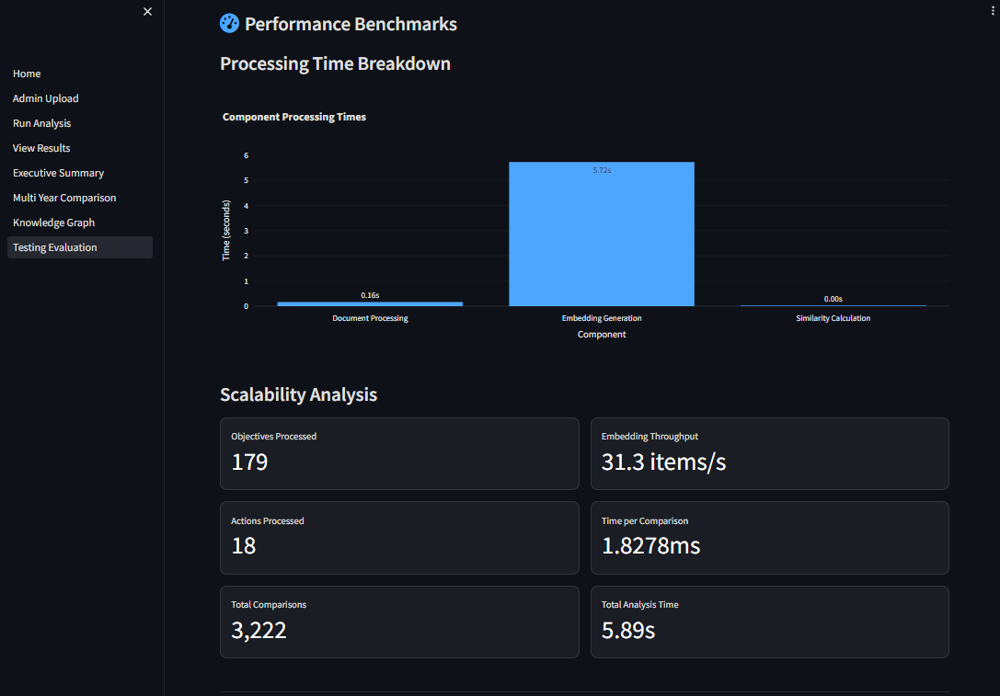 Performance Benchmarks
Processing Time Breakdown
Home
Admin Upload
Run Analysis
View Results
Executive Summary
Multi Year Comparison
Knowledge Graph
Testing Evaluation
Component Processing Times
6
5
4
3
2
1
0
Time (seconds)
0.16s
5.72s
0.00s
Document Processing
Embedding Generation
Similarity Calculation
Component
Scalability Analysis
Objectives Processed
179
Embedding Throughput
31.3 items/s
Actions Processed
18
Time per Comparison
1.8278ms
Total Comparisons
3,222
Total Analysis Time
5.89s